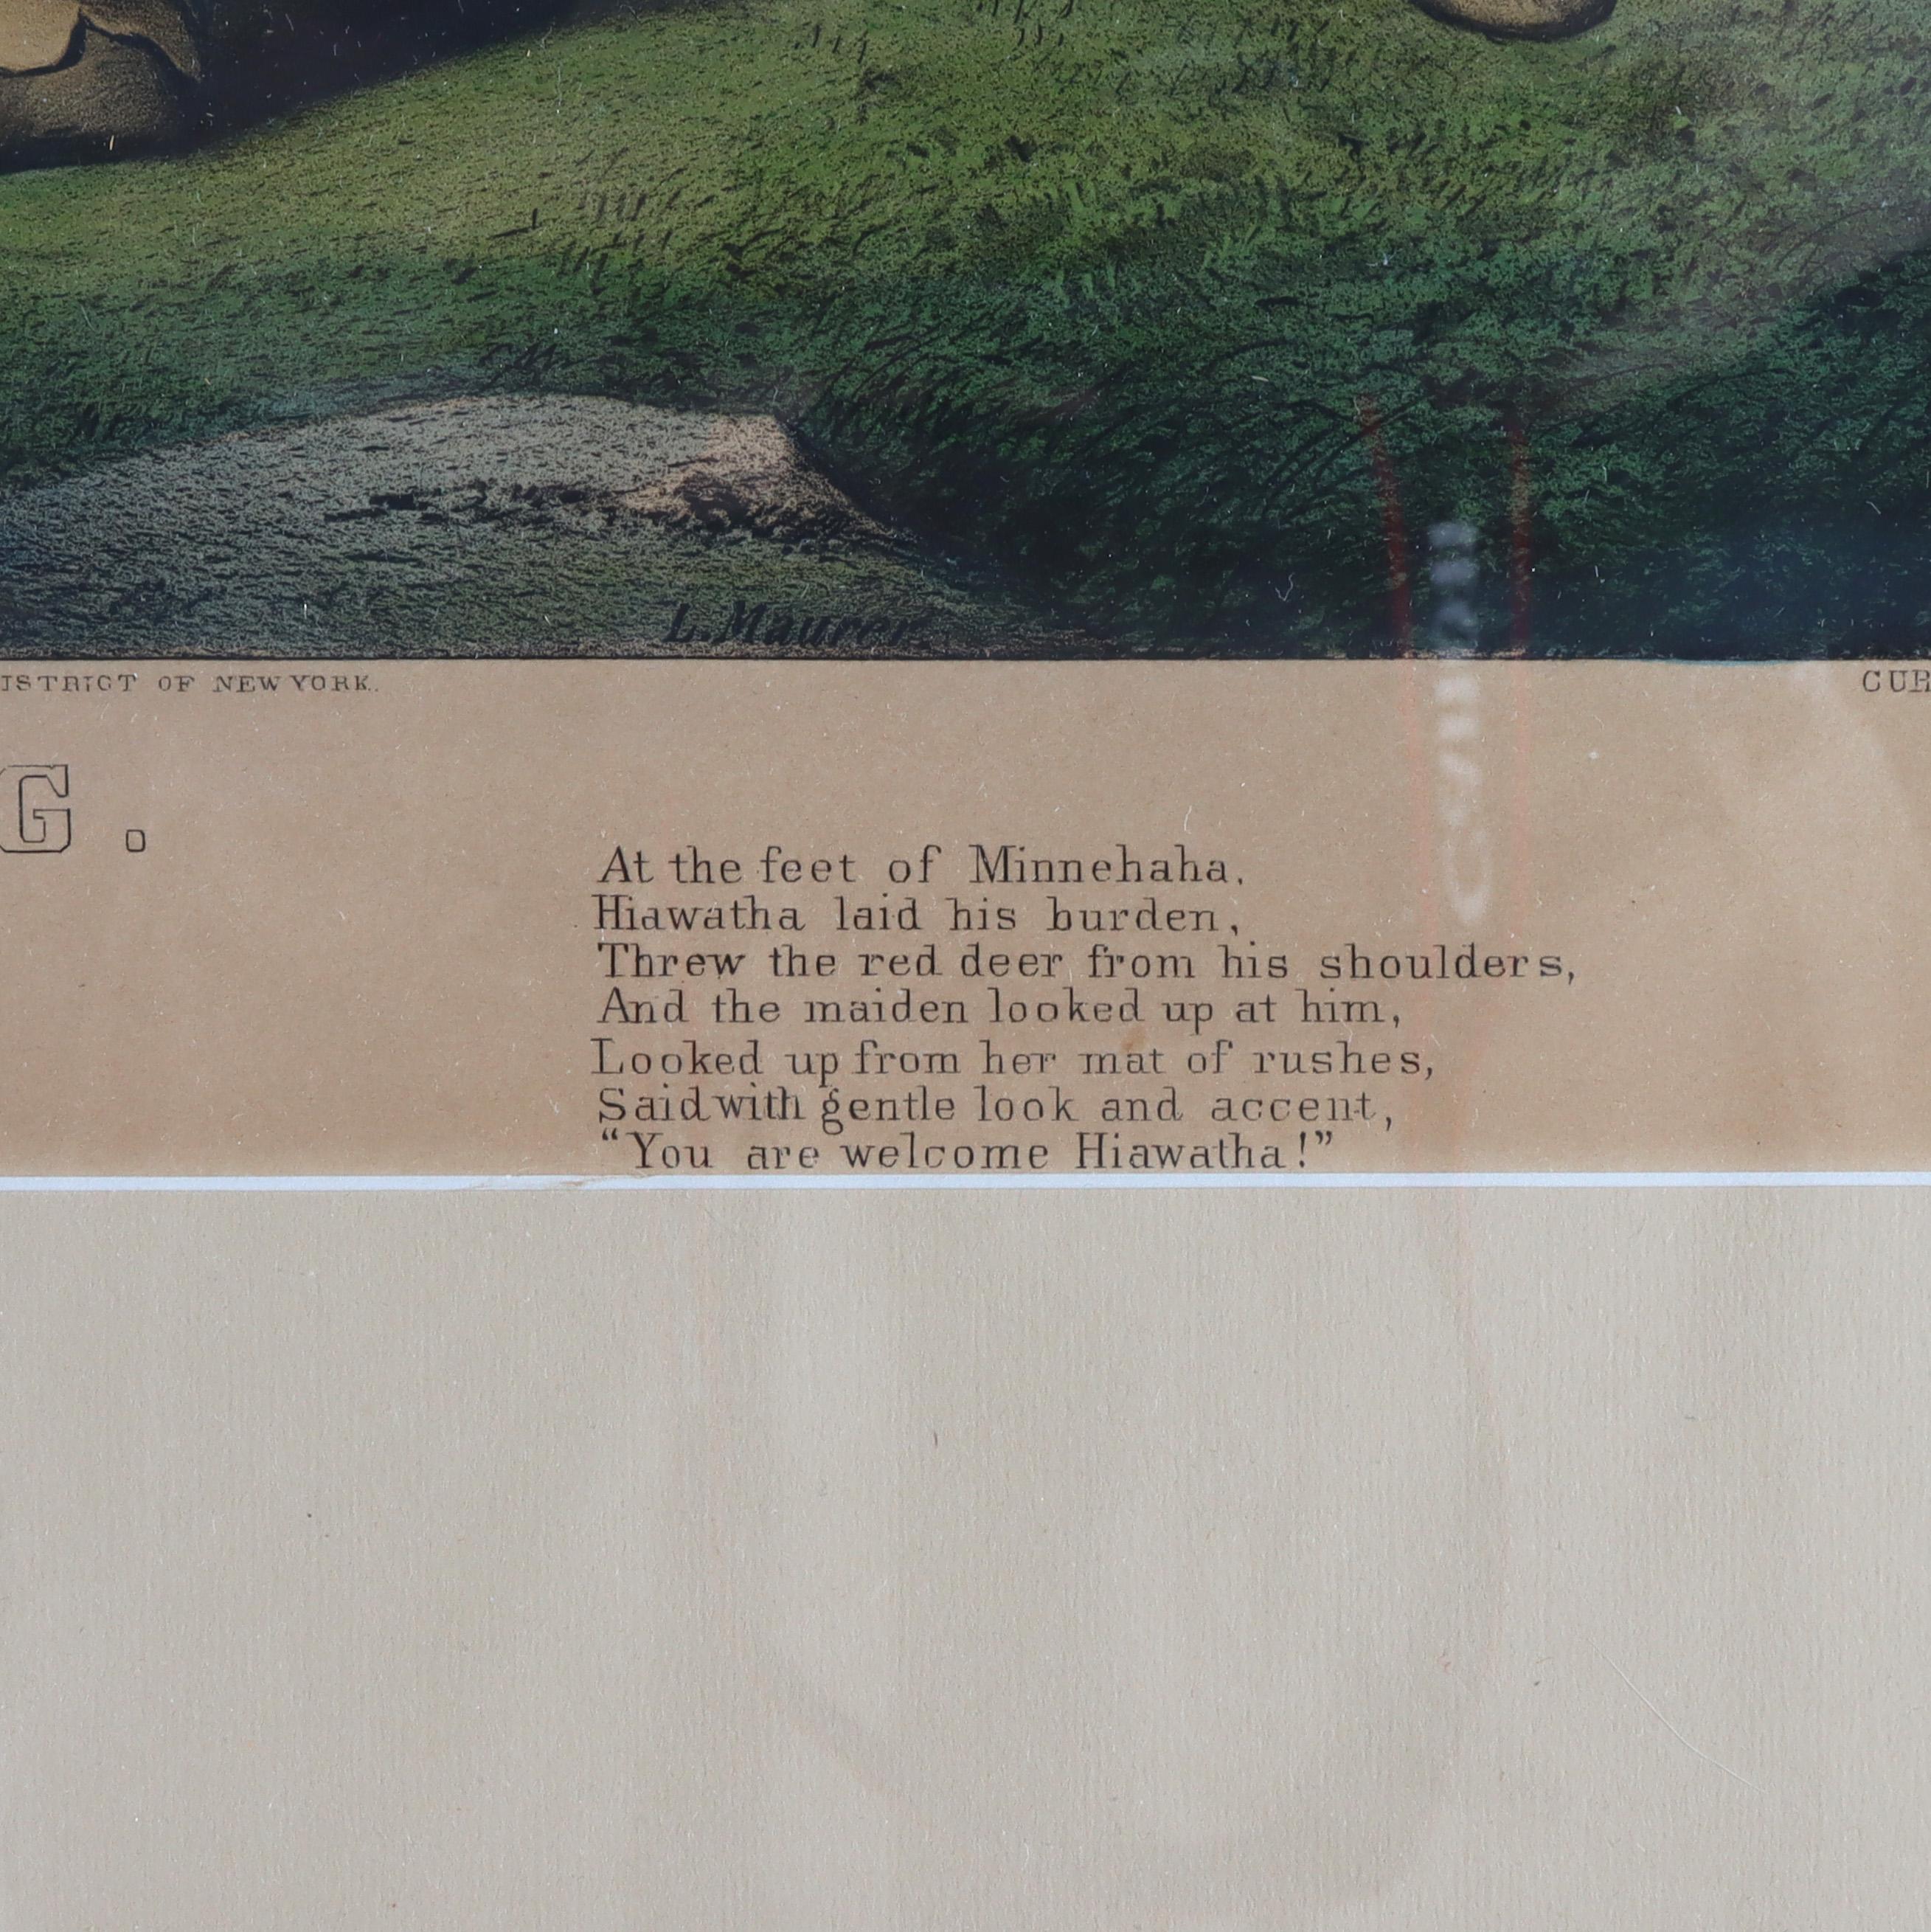 L. Maurer
ISTRICT OF NEW YORK.
CUR
G.
At the feet of Minnehaha.
Hiawatha laid his burden,
Threw the red deer from his shoulders,
And the maiden looked up at him,
Looked up from her mat of rushes,
Said with gentle look and accent,
“You are welcome Hiawatha!”